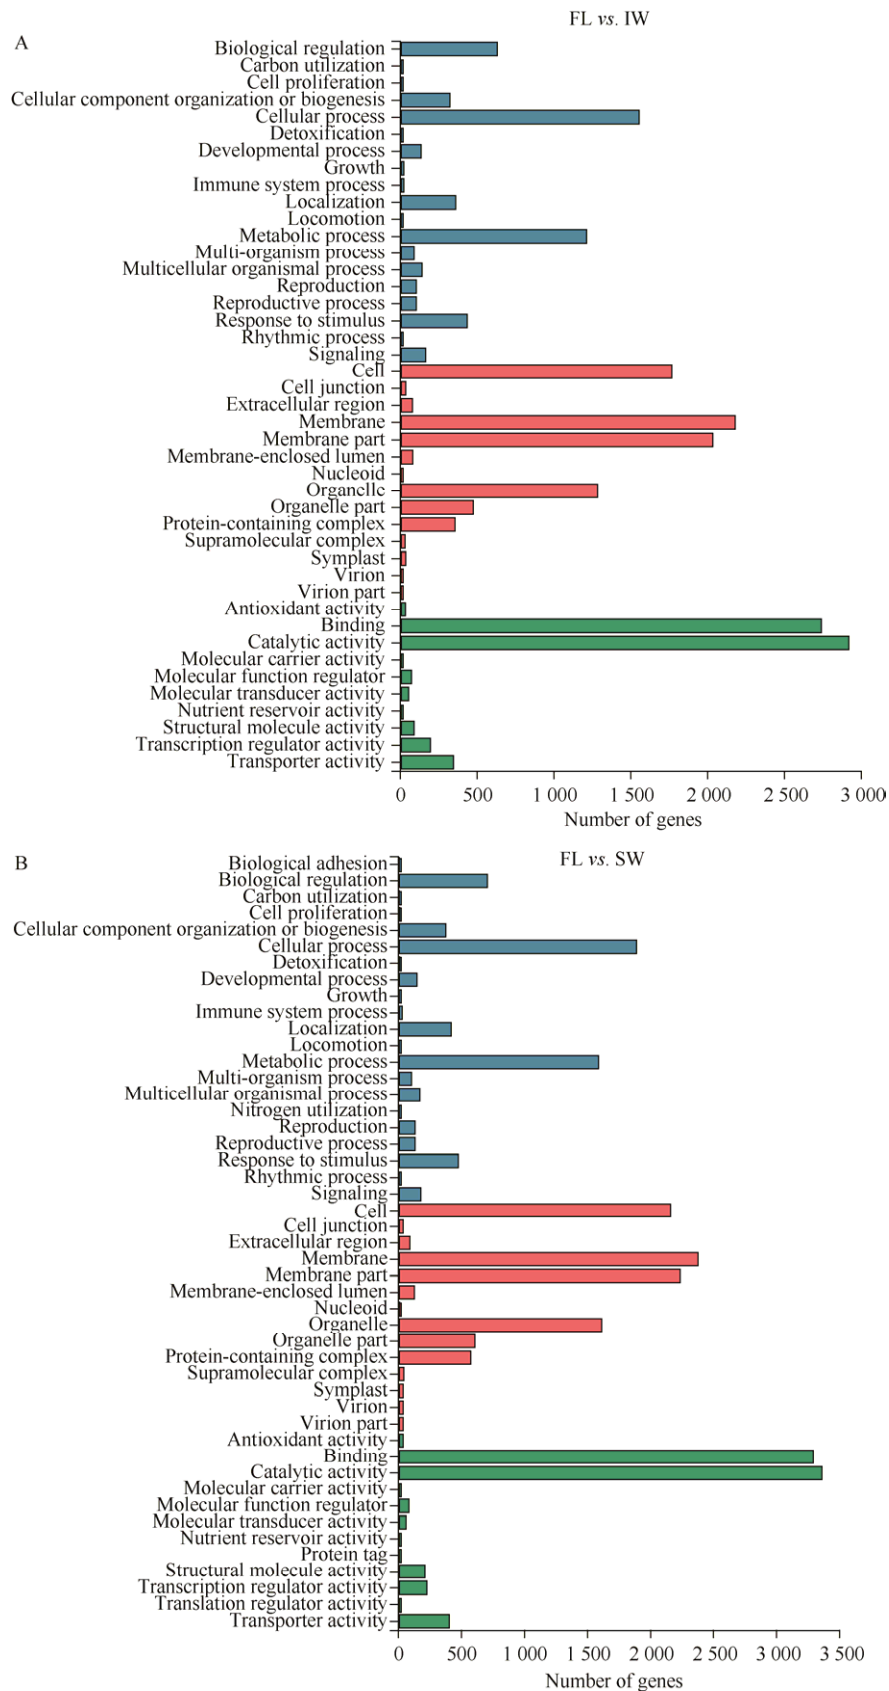 FL vs. IW
A
Biological regulation
Carbon utilization
Cell proliferation
Cellular component organization or biogenesis
Cellular process
Detoxification
Developmental process
Growth
Immune system process
Localization
Locomotion
Metabolic process
Multi-organism process
Multicellular organismal process
Reproduction
Reproductive process
Response to stimulus
Rhythmic process
Signaling
Cell
Cell junction
Extracellular region
Membrane
Membrane part
Membrane-enclosed lumen
Nucleoid
Organelle
Organelle part
Protein-containing complex
Supramolecular complex
Symplast
Virion
Virion part
Antioxidant activity
Binding
Catalytic activity
Molecular carrier activity
Molecular function regulator
Molecular transducer activity
Nutrient reservoir activity
Structural molecule activity
Transcription regulator activity
Transporter activity
0 500 1 000 1 500 2 000 2 500 3 000
Number of genes
B FL vs. SW
Biological adhesion
Biological regulation
Carbon utilization
Cell proliferation
Cellular component organization or biogenesis
Cellular process
Detoxification
Developmental process
Growth
Immune system process
Localization
Locomotion
Metabolic process
Multi-organism process
Multicellular organismal process
Nitrogen utilization
Reproduction
Reproductive process
Response to stimulus
Rhythmic process
Signaling
Cell
Cell junction
Extracellular region
Membrane
Membrane part
Membrane-enclosed lumen
Nucleoid
Organelle
Organelle part
Protein-containing complex
Supramolecular complex
Symplast
Virion
Virion part
Antioxidant activity
Binding
Catalytic activity
Molecular carrier activity
Molecular function regulator
Molecular transducer activity
Nutrient reservoir activity
Protein tag
Structural molecule activity
Transcription regulator activity
Translation regulator activity
Transporter activity
0 500 1 000 1 500 2 000 2 500 3 000 3 500
Number of genes